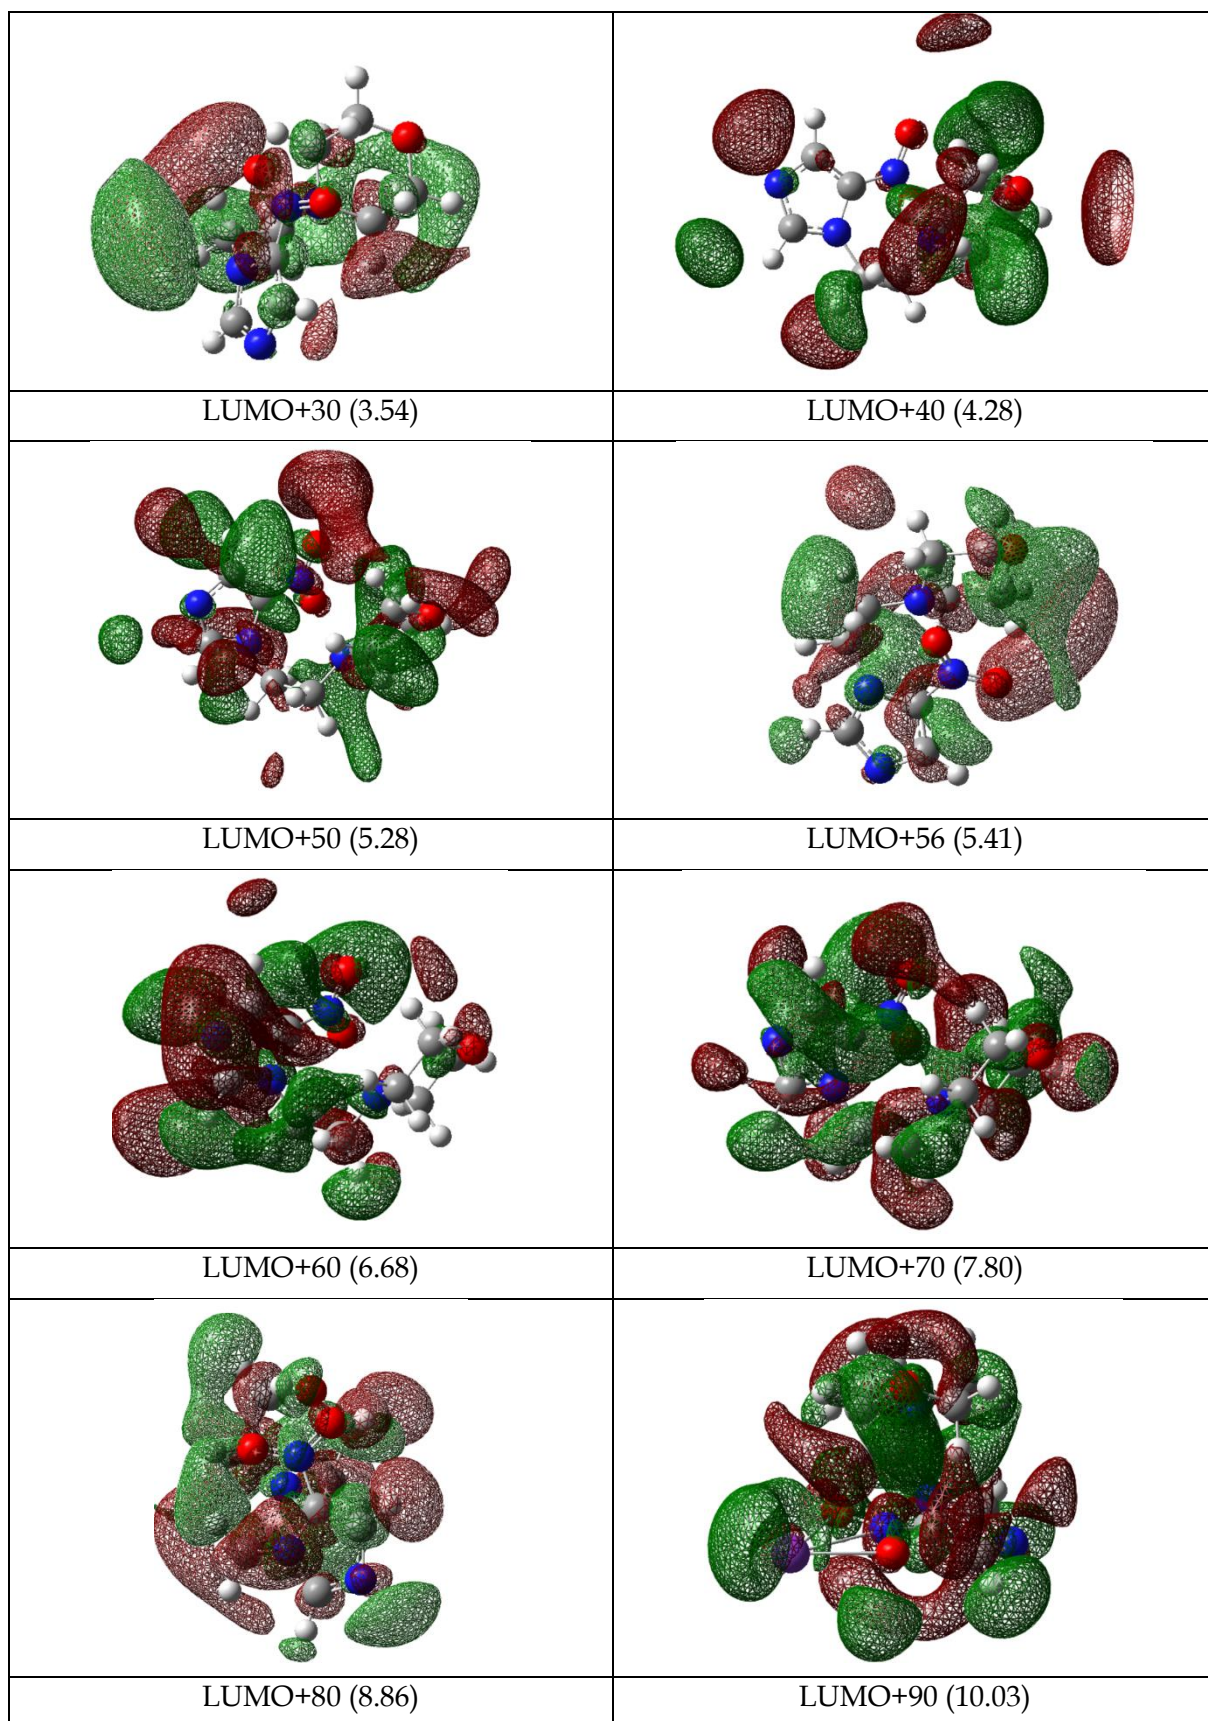 LUMO+30 (3.54)
LUMO+40 (4.28)
LUMO+50 (5.28)
LUMO+56 (5.41)
LUMO+60 (6.68)
LUMO+70 (7.80)
LUMO+80 (8.86)
LUMO+90 (10.03)